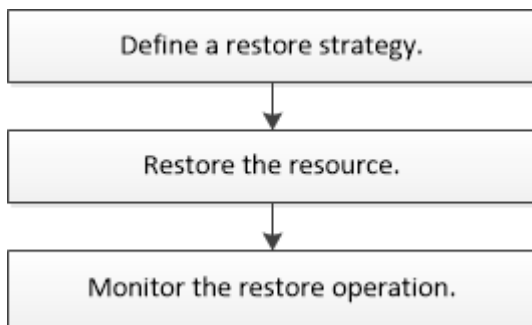 Define a restore strategy.
Restore the resource.
Monitor the restore operation.